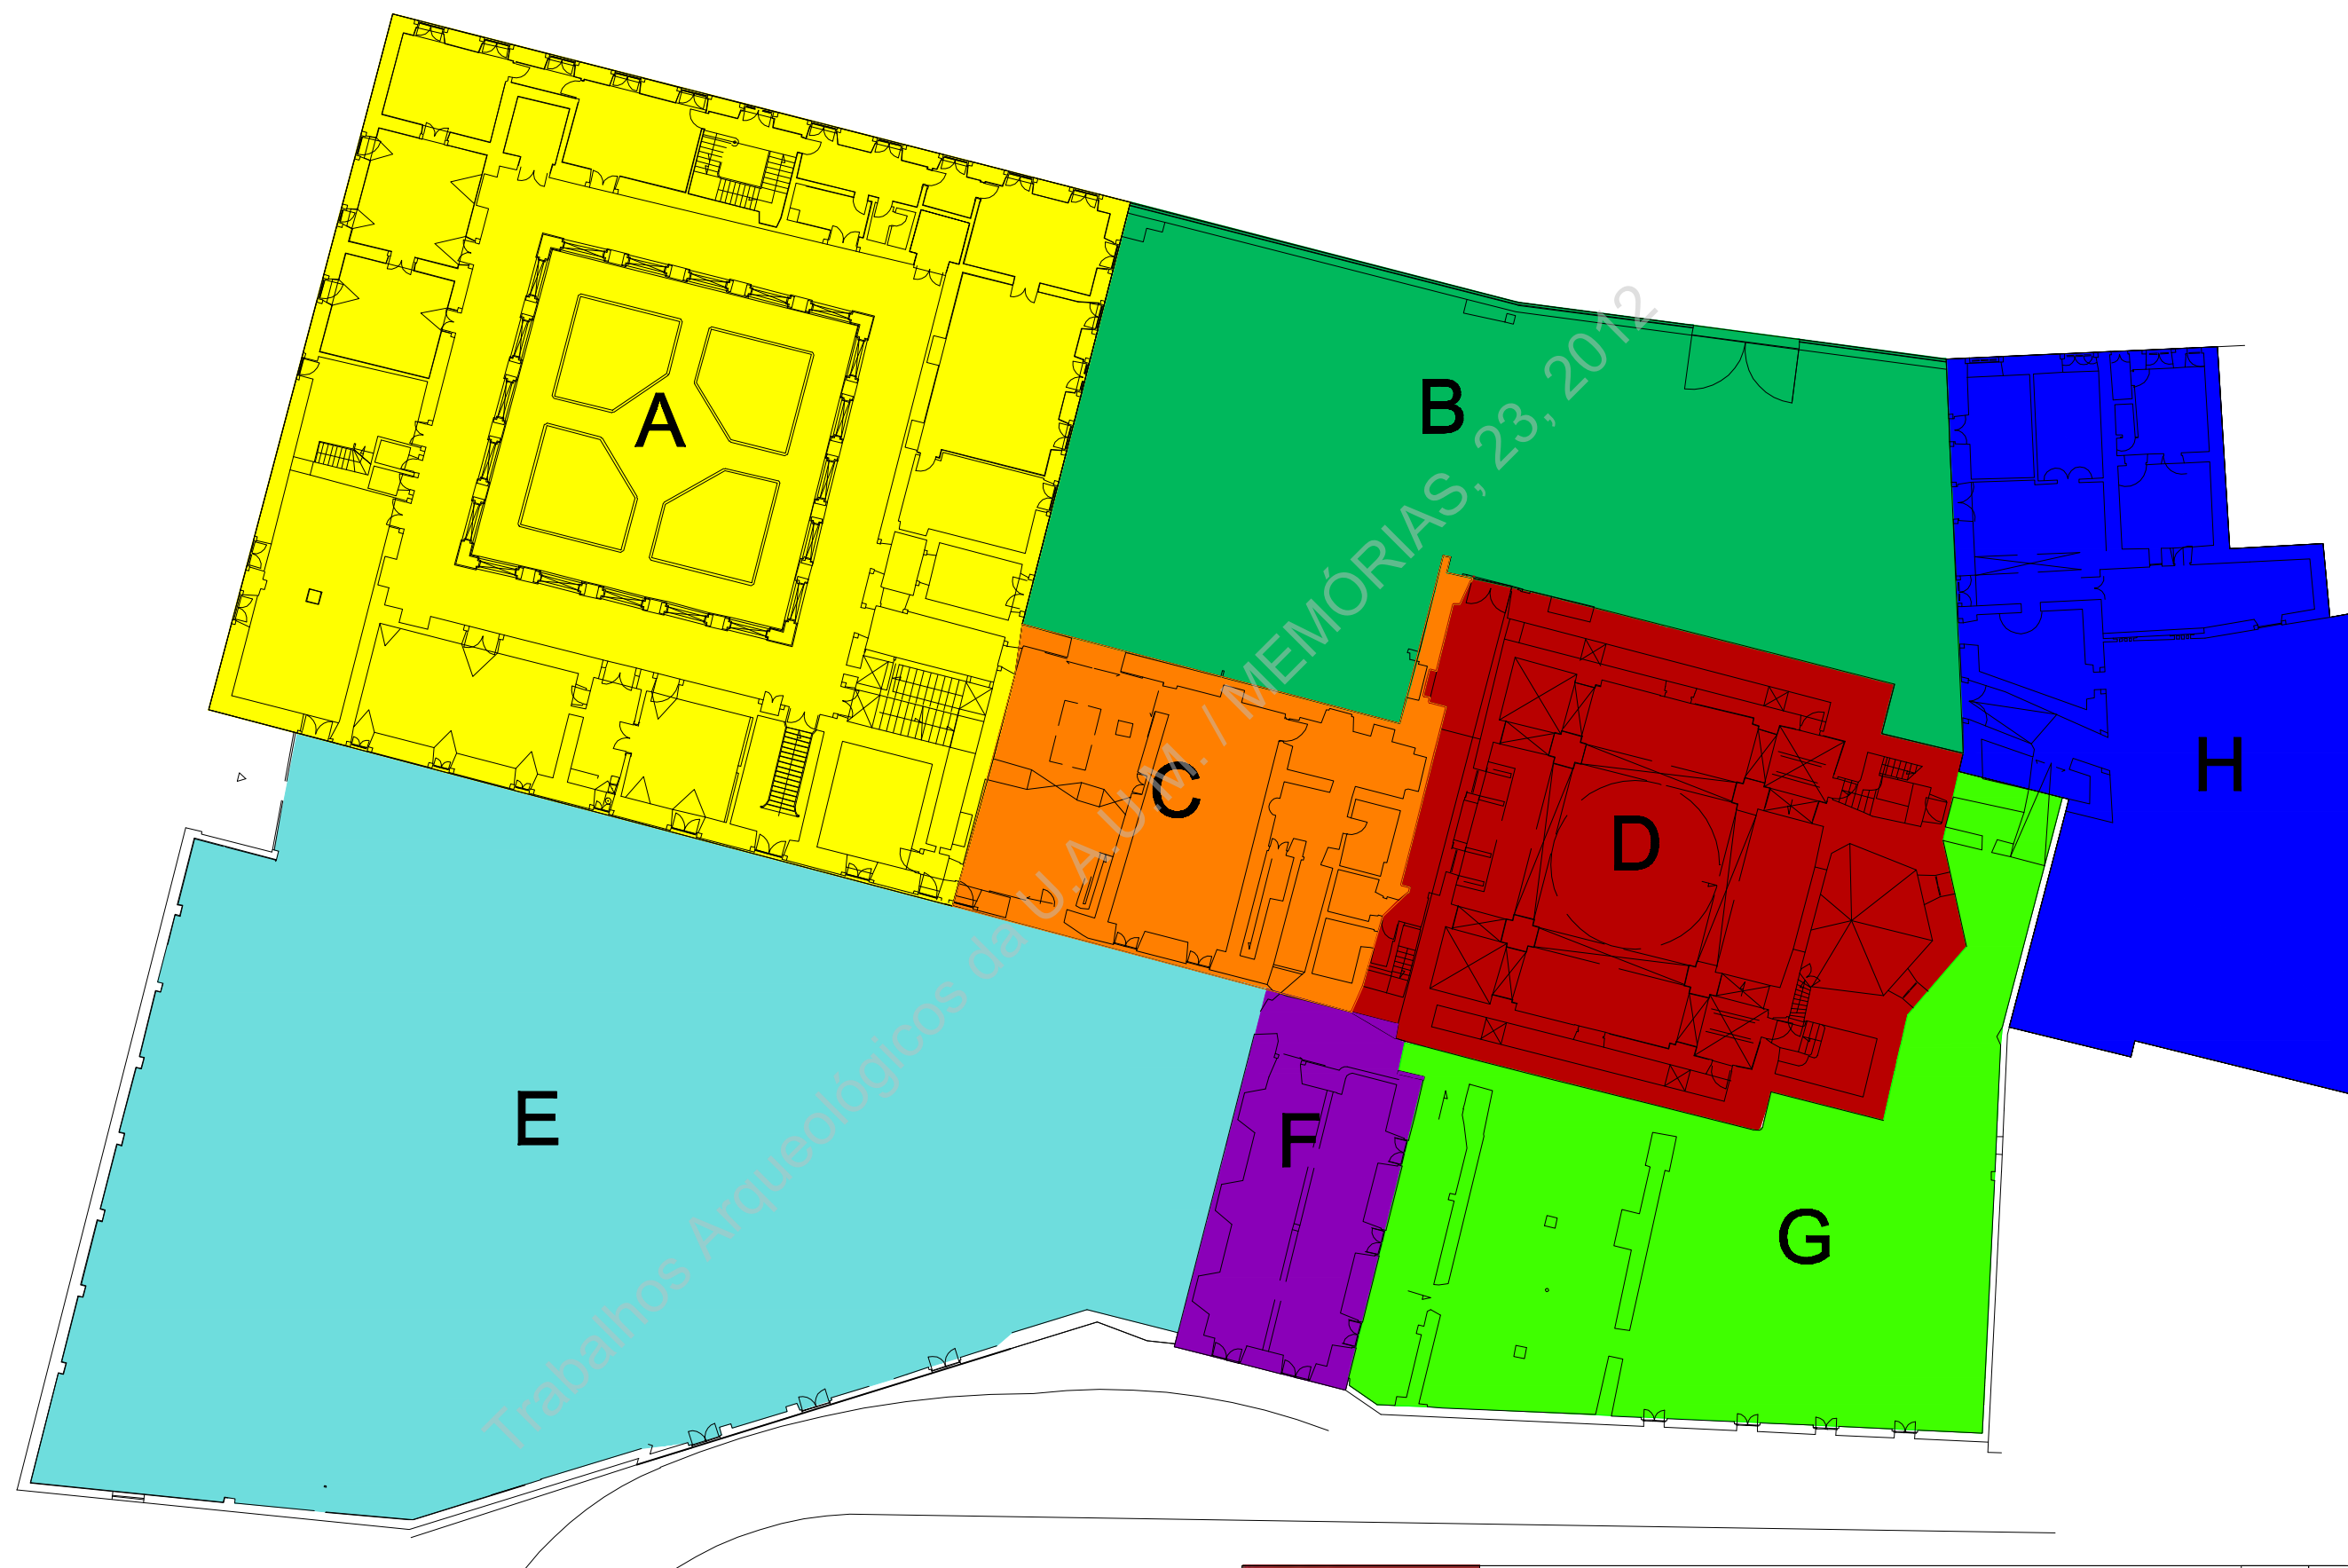 A
B
C
D
E
F
G
H
Trabalhos Arqueológicos da U.A.U.M. / MEMÓRIAS, 23, 2012